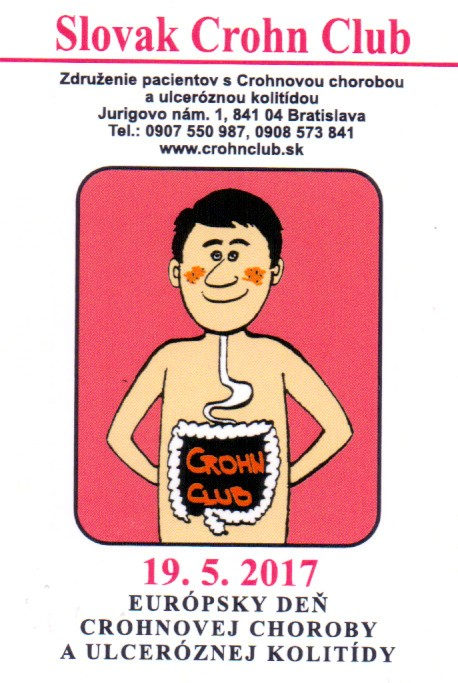 Slovak Crohn Club
Združenie pacientov s Crohnovou chorobou
a ulceróznou kolitídou
Jurigovo nám. 1, 841 04 Bratislava
Tel.: 0907 550 987, 0908 573 841
www.crohnclub.sk
CROHN
CLUB
19. 5. 2017
EURÓPSKY DEŇ
CROHNOVEJ CHOROBY
A ULCERÓZNEJ KOLITÍDY